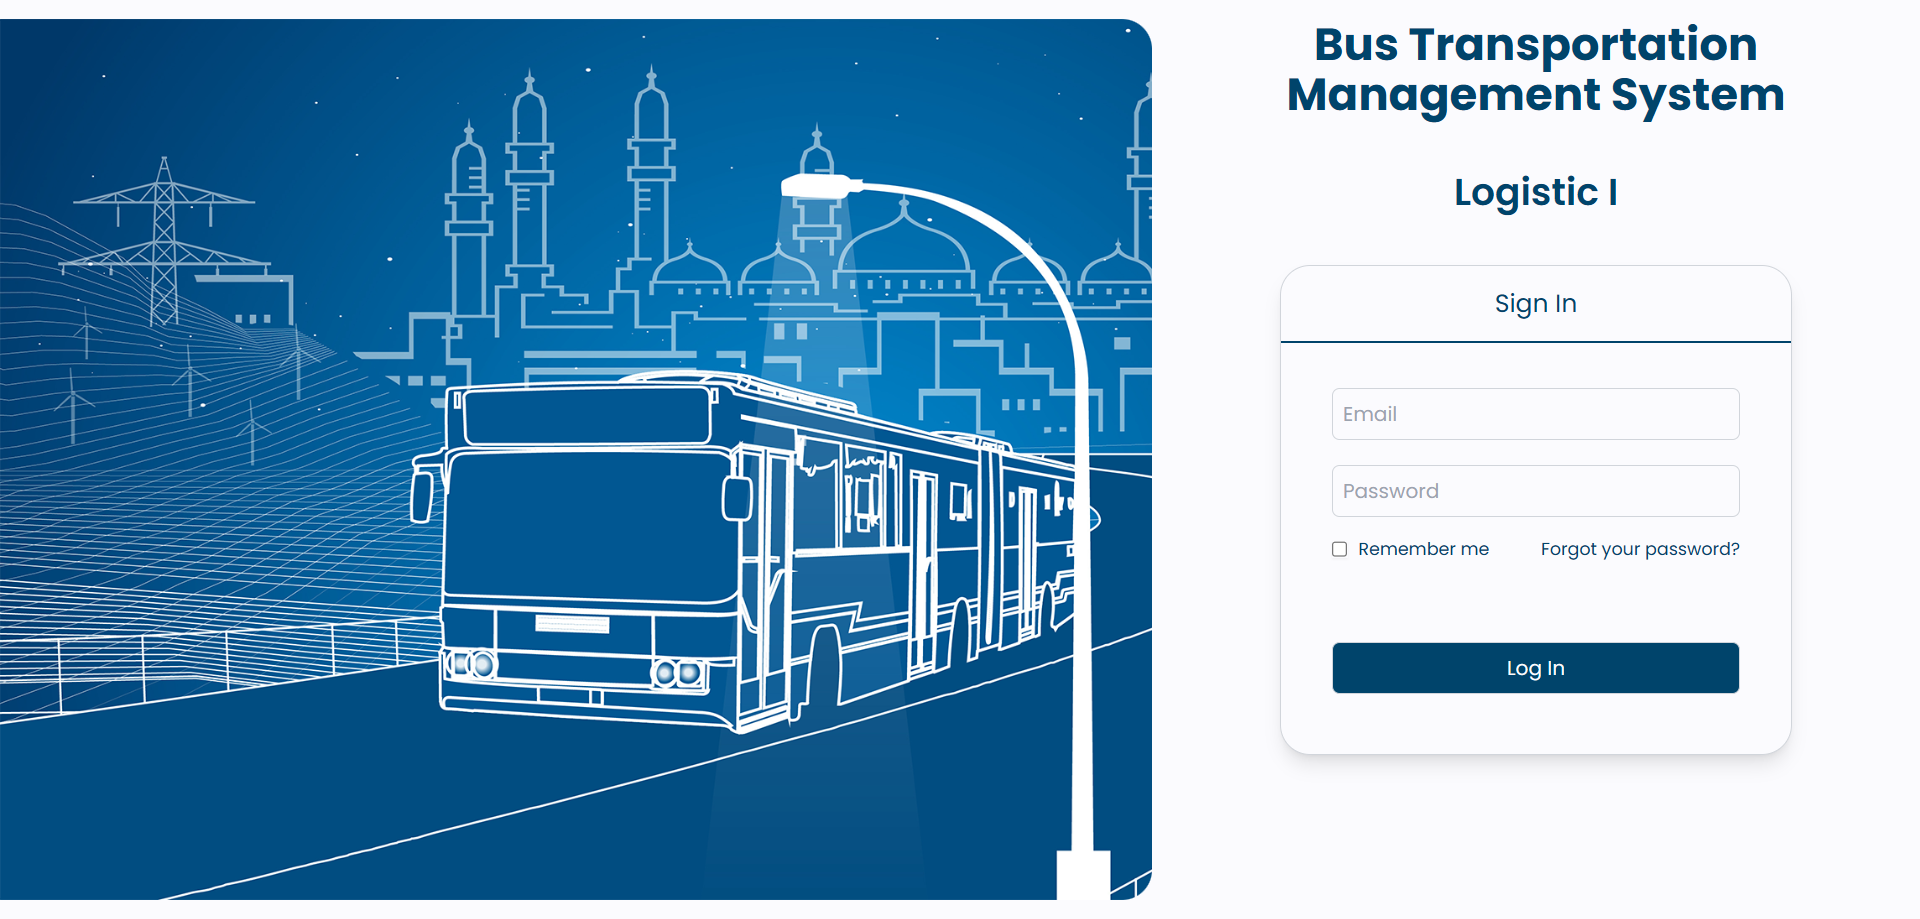 Bus Transportation
Management System
Logistic I
Sign In
Email
Password
Remember me
Forgot your password?
Log In